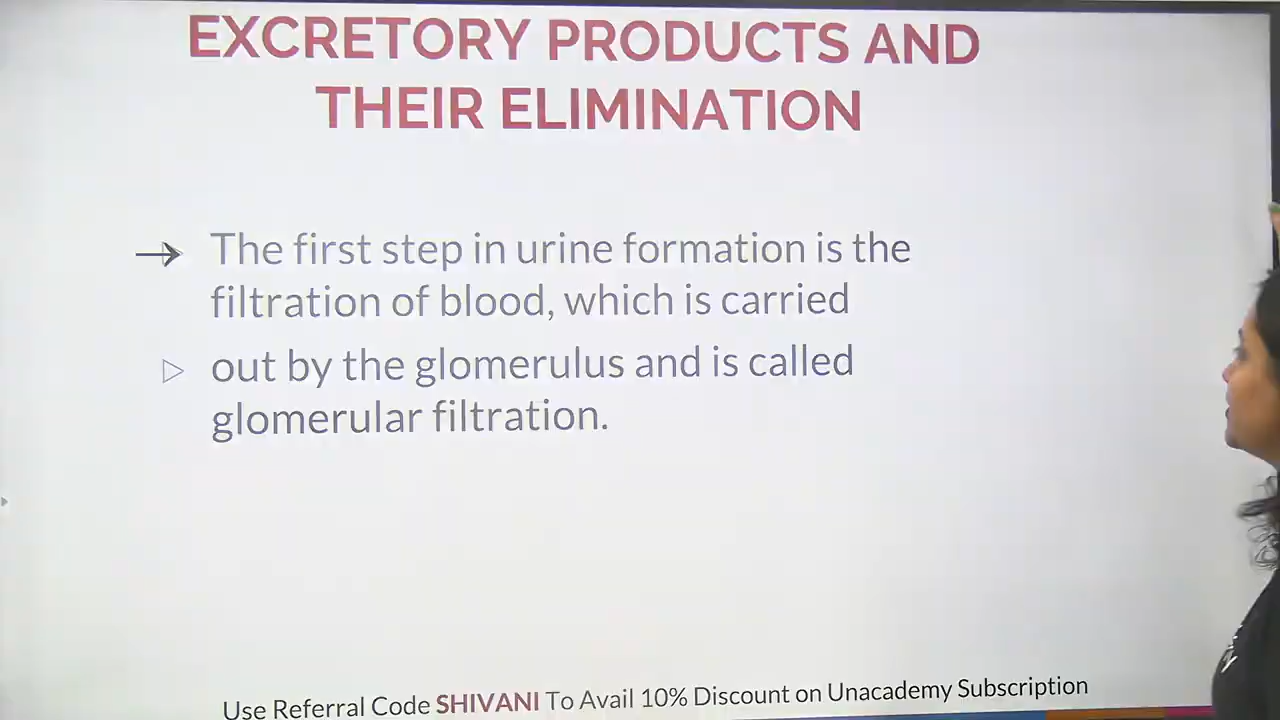 EXCRETORY PRODUCTS AND
THEIR ELIMINATION
→ The first step in urine formation is the
filtration of blood, which is carried
▷ out by the glomerulus and is called
glomerular filtration.
Use Referral Code SHIVANI To Avail 10% Discount on Unacademy Subscription